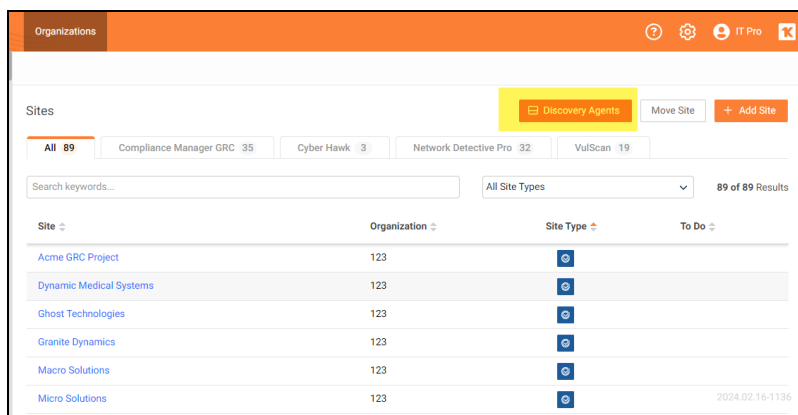 Organizations
IT Pro
Sites
Discovery Agents
Move Site
+ Add Site
All 89
Compliance Manager GRC 35
Cyber Hawk 3
Network Detective Pro 32
VulScan 19
Search keywords...
All Site Types
89 of 89 Results
Site Organization Site Type To Do
Acme GRC Project 123
Dynamic Medical Systems 123
Ghost Technologies 123
Granite Dynamics 123
Macro Solutions 123
Micro Solutions 123
2024.02.16-1136